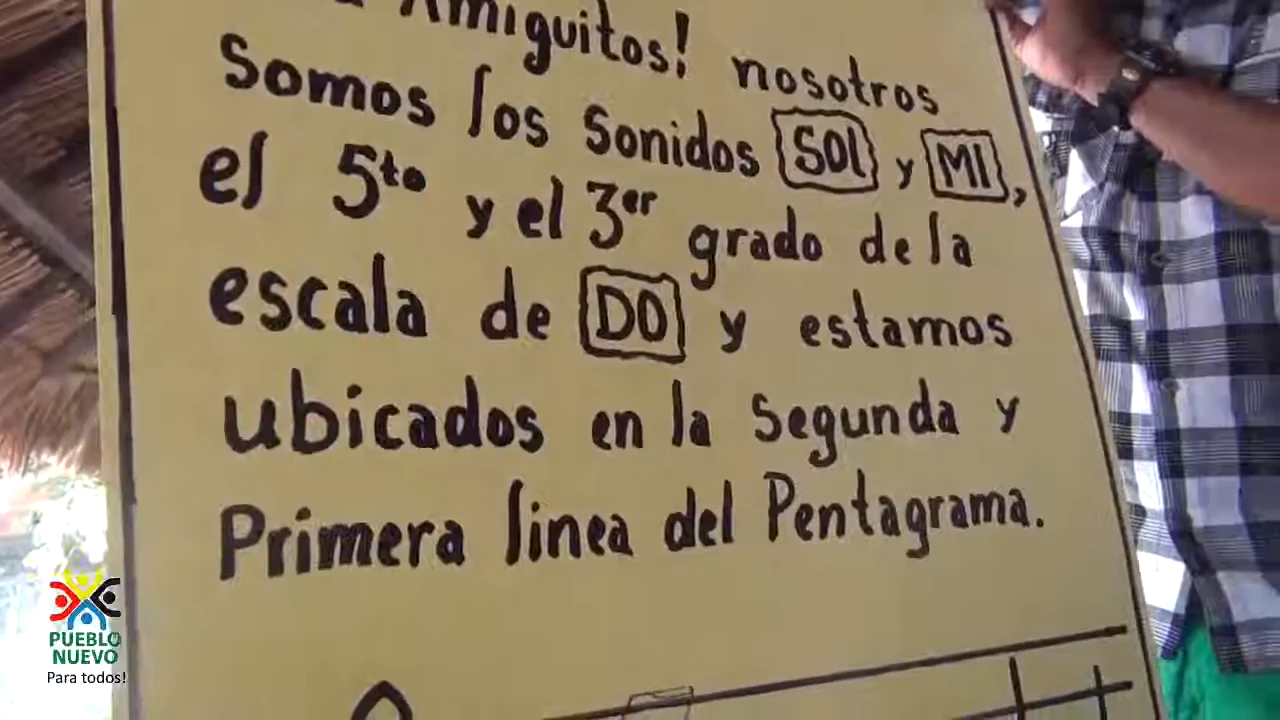 Amiguitos! nosotros
Somos los Sonidos SOL y MI,
el 5to y el 3er grado de la
escala de DO y estamos
ubicados en la Segunda y
Primera linea del Pentagrama.
PUEBLO
NUEVO
Para todos!